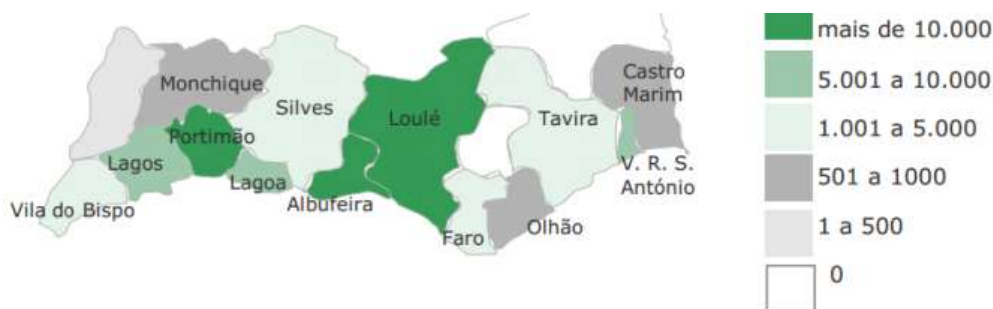 Monchique
Silves
Loulé
Portimão
Lagos
Lagoa
Vila do Bispo
Albufeira
Faro
Olhão
Tavira
Castro
Marim
V. R. S.
António
mais de 10.000
5.001 a 10.000
1.001 a 5.000
501 a 1000
1 a 500
0